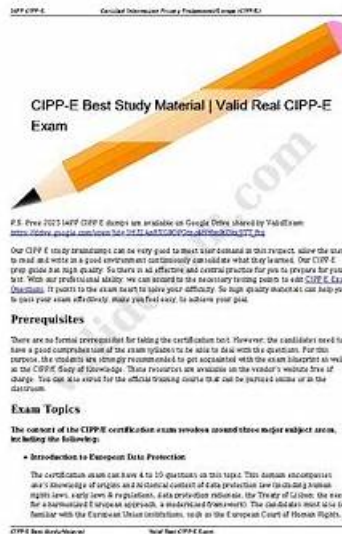 IAPP CIPP-E Certified Information Privacy Professional/Europe (CIPP/E)
CIPP-E Best Study Material | Valid Real CIPP-E
Exam
P.S. Free 2023 IAPP CIPP-E dumps are available on Google Drive shared by ValidExam:
Our CIPP-E study braindumps can be very good to meet user demand in this respect, allow the user
to read and write in a good environment continuously consolidate what they learned. Our CIPP-E
prep guide has high quality. So there is all effective and central practice for you to prepare for your
test. With our professional ability, we can accord to the necessary testing points to edit CIPP-E Exam
Questions. It points to the exam heart to solve your difficulty. So high quality materials can help you
to pass your exam effectively, make you feel easy, to achieve your goal.
Prerequisites
There are no formal prerequisites for taking the certification test. However, the candidates need to
have a good comprehension of the exam syllabus to be able to deal with the questions. For this
purpose, the students are strongly recommended to get acquainted with the exam blueprint as well
as the CIPP/E Body of Knowledge. These resources are available on the vendor's website free of
charge. You can also enroll for the official training course that can be pursued online or in the
classroom.
Exam Topics
The content of the CIPP/E certification exam revolves around three major subject areas,
including the following:
• Introduction to European Data Protection
The certification exam can have 4 to 10 questions on this topic. This domain encompasses
one's knowledge of origins and historical context of data protection law (including human
rights laws, early laws & regulations, data protection rationale, the Treaty of Lisbon, the need
for a harmonized European approach, a modernized framework). The candidates must also be
familiar with the European Union institutions, such as the European Court of Human Rights,
CIPP-E Best Study Material Valid Real CIPP-E Exam